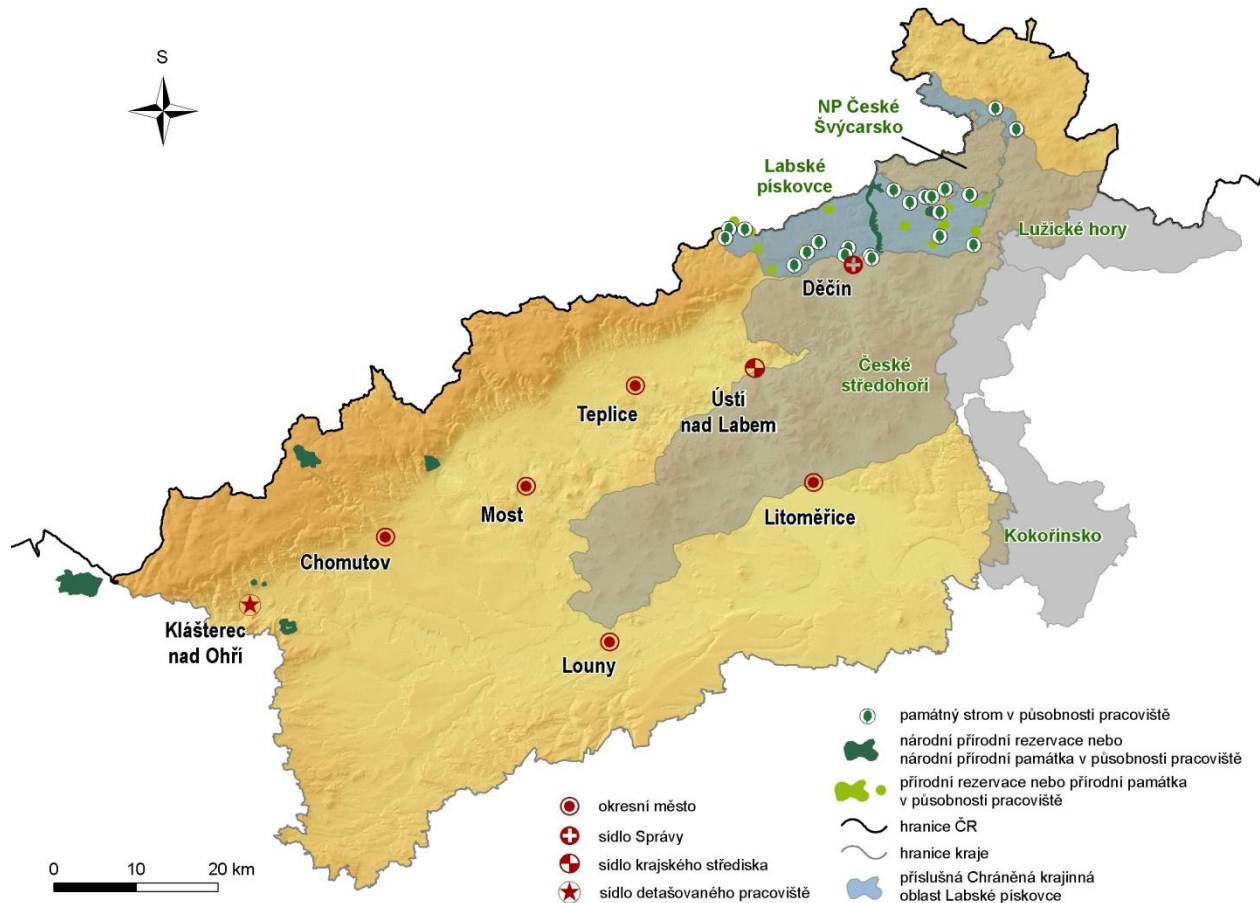 S
NP České
Švýcarsko
Labské
pískovce
Lužické hory
Děčín
České
středohoří
Ústí
nad Labem
Teplice
Most
Litoměřice
Kokořínsko
Chomutov
Klášterec
nad Ohří
Louny
0 10 20 km
okresní město
sídlo Správy
sídlo krajského střediska
sídlo detašovaného pracoviště
památný strom v působnosti pracoviště
národní přírodní rezervace nebo
národní přírodní památka v působnosti pracoviště
přírodní rezervace nebo přírodní památka
v působnosti pracoviště
hranice ČR
hranice kraje
příslušná Chráněná krajinná
oblast Labské pískovce